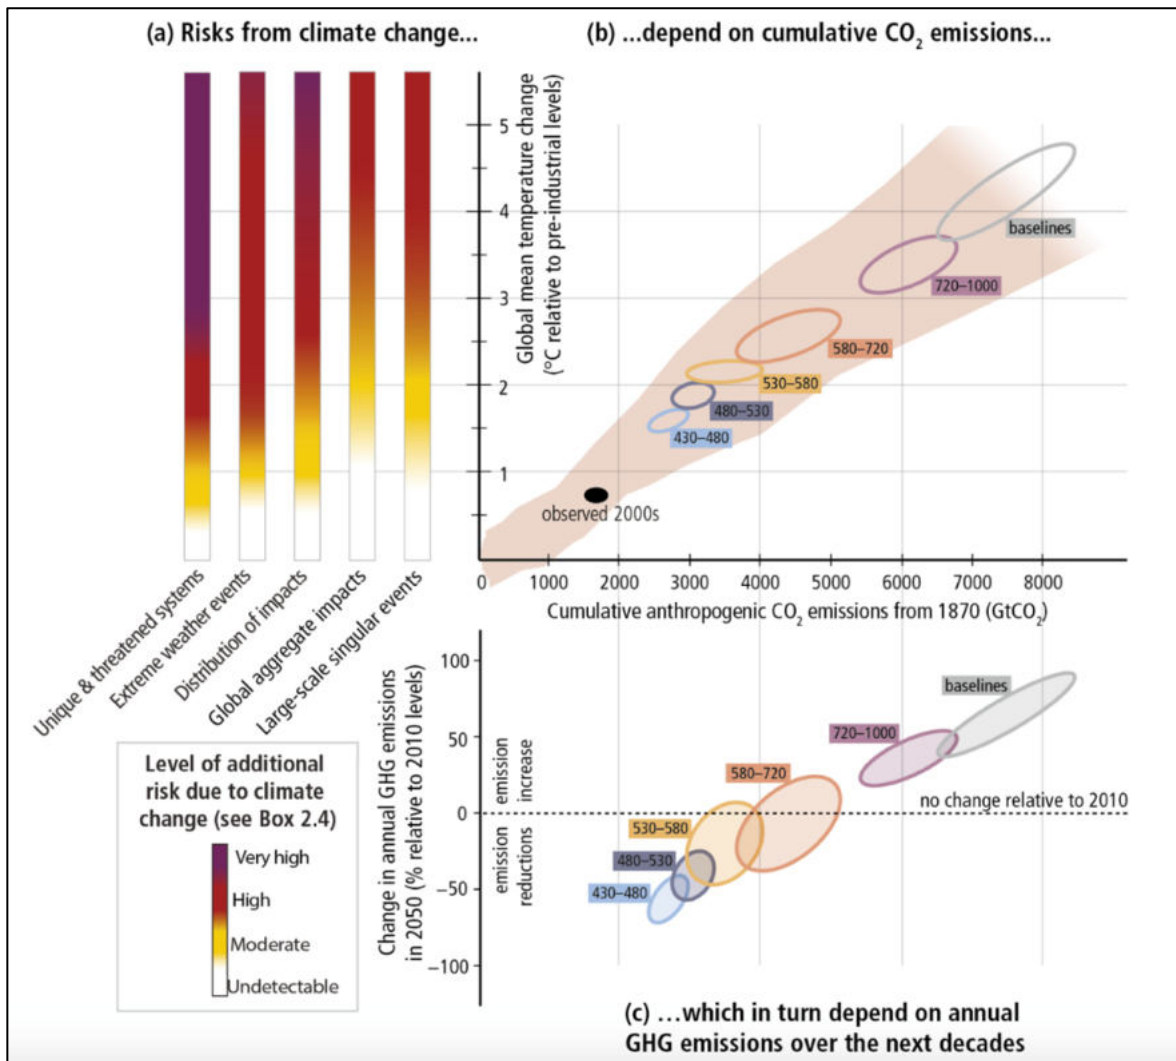 (a) Risks from climate change...
(b) ...depend on cumulative CO₂ emissions...
Global mean temperature change
(°C relative to pre-industrial levels)
5
4
3
2
1
baselines
720–1000
580–720
530–580
480–530
430–480
observed 2000s
0
1000
2000
3000
4000
5000
6000
7000
8000
Cumulative anthropogenic CO₂ emissions from 1870 (GtCO₂)
Unique & threatened systems
Extreme weather events
Distribution of impacts
Global aggregate impacts
Large-scale singular events
Level of additional
risk due to climate
change (see Box 2.4)
Very high
High
Moderate
Undetectable
Change in annual GHG emissions
in 2050 (% relative to 2010 levels)
100
50
0
−50
−100
emission
increase
emission
reductions
baselines
720–1000
580–720
no change relative to 2010
530–580
480–530
430–480
(c) ...which in turn depend on annual
GHG emissions over the next decades